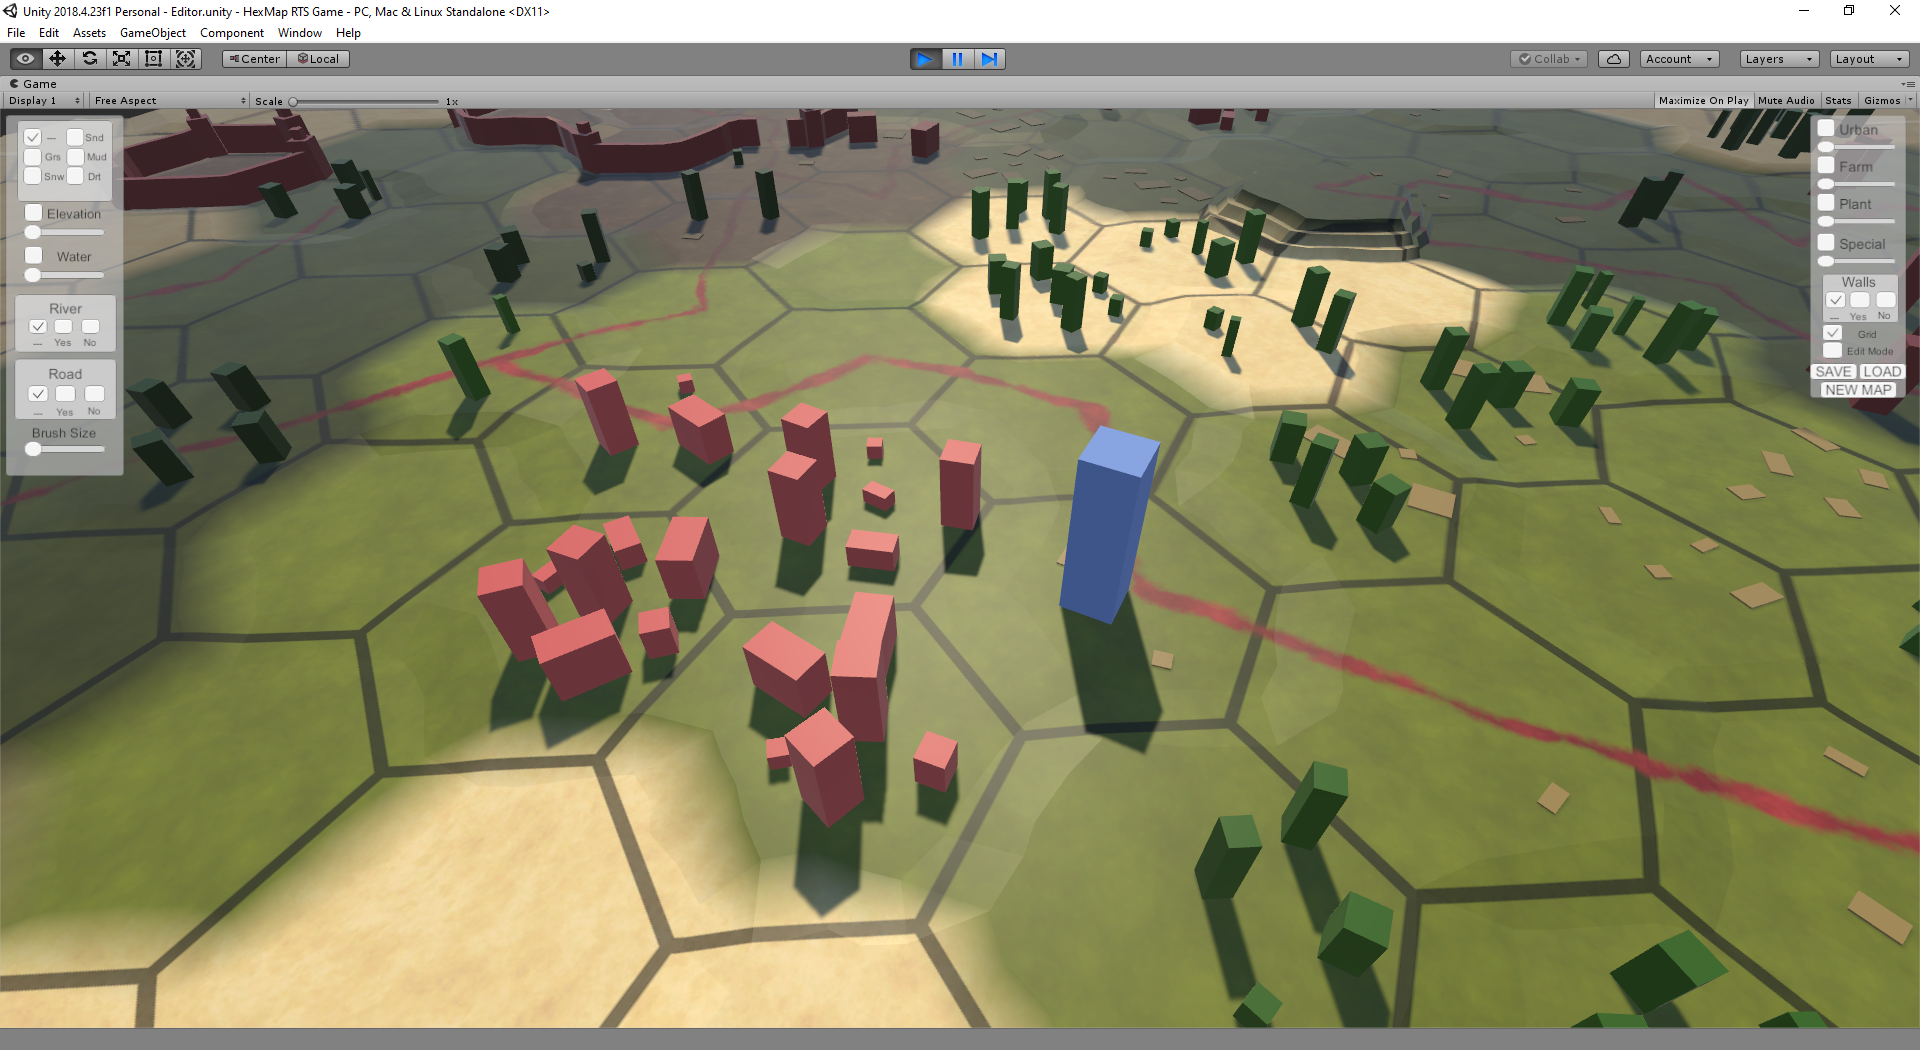 Unity 2018.4.23f1 Personal - Editor.unity - HexMap RTS Game - PC, Mac & Linux Standalone <DX11>
File Edit Assets GameObject Component Window Help
Center Local Collab Account Layers Layout
Game
Display 1 Free Aspect Scale 1x Maximize On Play Mute Audio Stats Gizmos
--- Snd
Grs Mud
Snw Drt
Elevation
Water
River
--- Yes No
Road
--- Yes No
Brush Size
Urban
Farm
Plant
Special
Walls
--- Yes No
Grid
Edit Mode
SAVE LOAD
NEW MAP